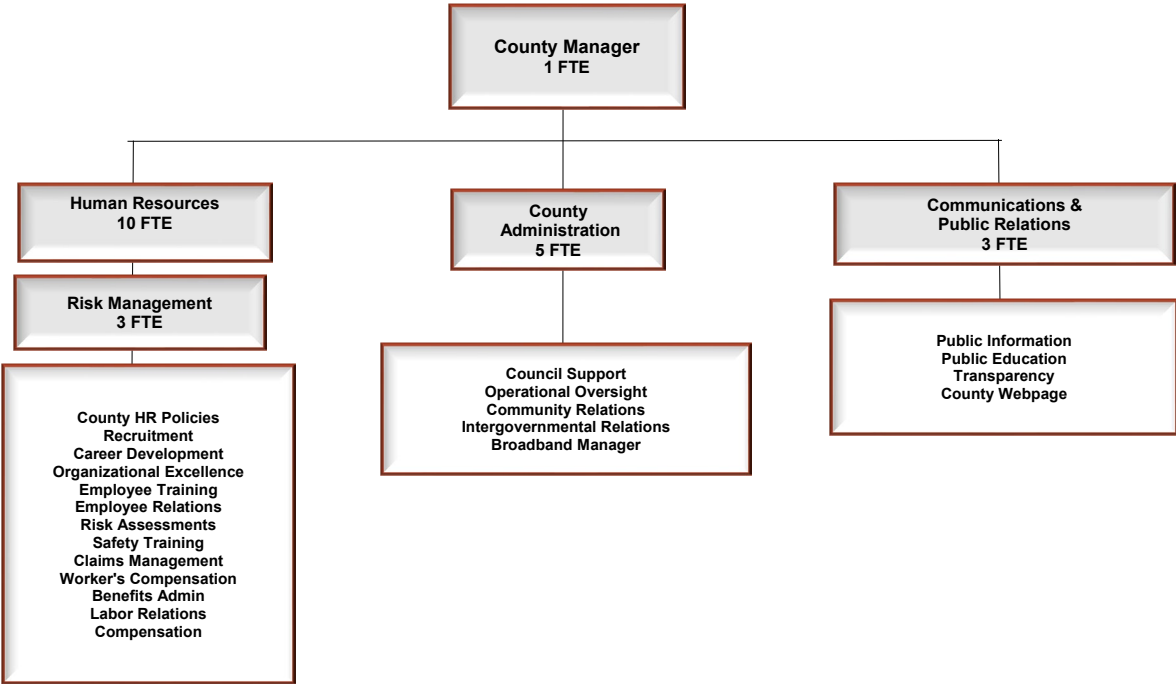 County Manager
1 FTE
Human Resources
10 FTE
Risk Management
3 FTE
County HR Policies
Recruitment
Career Development
Organizational Excellence
Employee Training
Employee Relations
Risk Assessments
Safety Training
Claims Management
Worker's Compensation
Benefits Admin
Labor Relations
Compensation
County
Administration
5 FTE
Council Support
Operational Oversight
Community Relations
Intergovernmental Relations
Broadband Manager
Communications &
Public Relations
3 FTE
Public Information
Public Education
Transparency
County Webpage